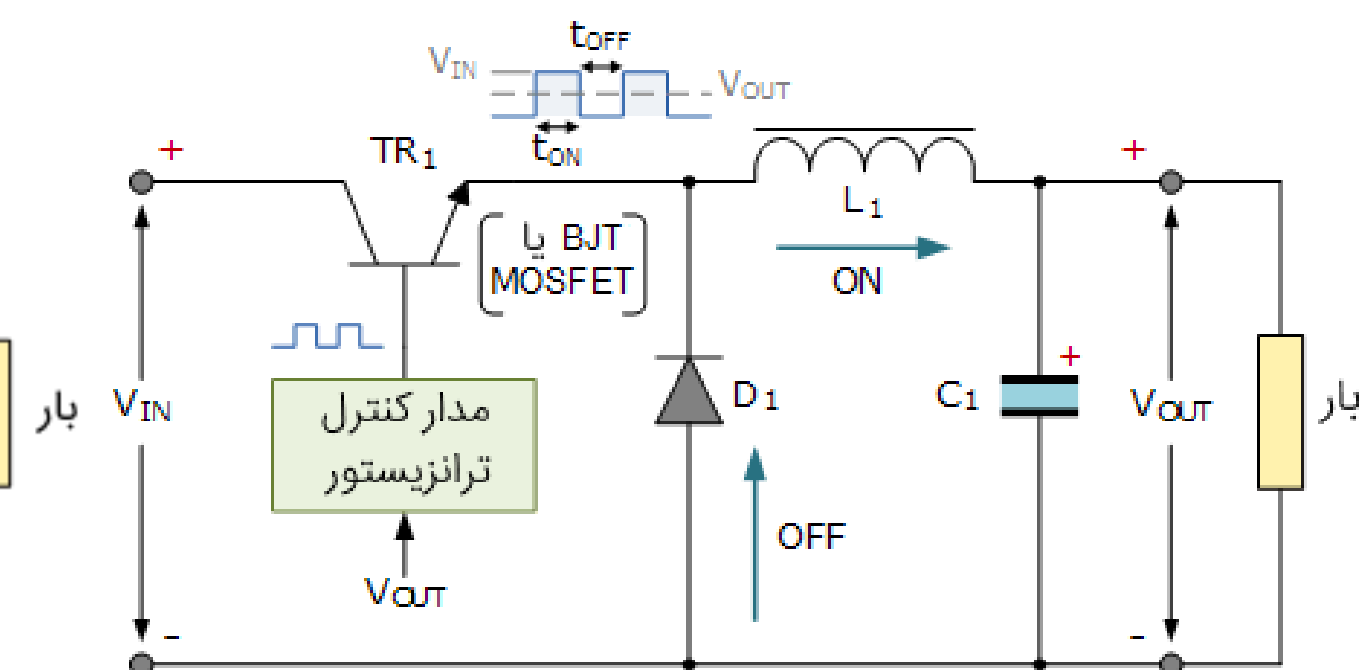 tOFF
VIN
VOUT
tON
+
TR1
+
L1
یا BJT
MOSFET
ON
+
بار
VIN
مدار کنترل
ترانزیستور
D1
C1
VOUT
بار
OFF
VOUT
-
-